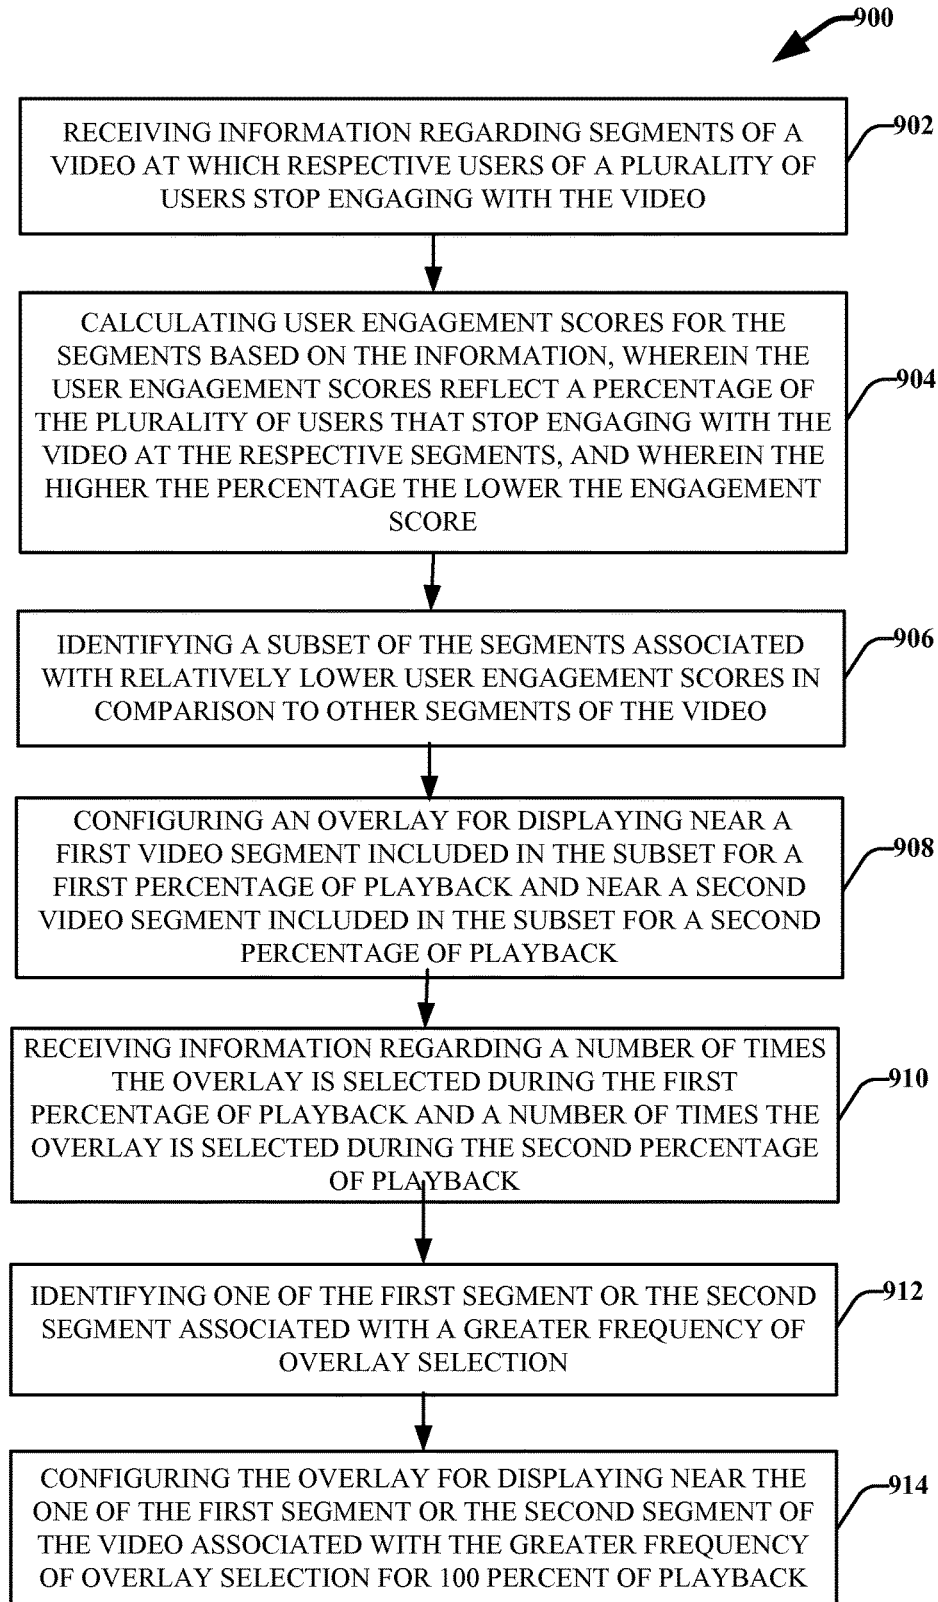 900
RECEIVING INFORMATION REGARDING SEGMENTS OF A
VIDEO AT WHICH RESPECTIVE USERS OF A PLURALITY OF
USERS STOP ENGAGING WITH THE VIDEO
902
CALCULATING USER ENGAGEMENT SCORES FOR THE
SEGMENTS BASED ON THE INFORMATION, WHEREIN THE
USER ENGAGEMENT SCORES REFLECT A PERCENTAGE OF
THE PLURALITY OF USERS THAT STOP ENGAGING WITH THE
VIDEO AT THE RESPECTIVE SEGMENTS, AND WHEREIN THE
HIGHER THE PERCENTAGE THE LOWER THE ENGAGEMENT
SCORE
904
IDENTIFYING A SUBSET OF THE SEGMENTS ASSOCIATED
WITH RELATIVELY LOWER USER ENGAGEMENT SCORES IN
COMPARISON TO OTHER SEGMENTS OF THE VIDEO
906
CONFIGURING AN OVERLAY FOR DISPLAYING NEAR A
FIRST VIDEO SEGMENT INCLUDED IN THE SUBSET FOR A
FIRST PERCENTAGE OF PLAYBACK AND NEAR A SECOND
VIDEO SEGMENT INCLUDED IN THE SUBSET FOR A SECOND
PERCENTAGE OF PLAYBACK
908
RECEIVING INFORMATION REGARDING A NUMBER OF TIMES
THE OVERLAY IS SELECTED DURING THE FIRST
PERCENTAGE OF PLAYBACK AND A NUMBER OF TIMES THE
OVERLAY IS SELECTED DURING THE SECOND PERCENTAGE
OF PLAYBACK
910
IDENTIFYING ONE OF THE FIRST SEGMENT OR THE SECOND
SEGMENT ASSOCIATED WITH A GREATER FREQUENCY OF
OVERLAY SELECTION
912
CONFIGURING THE OVERLAY FOR DISPLAYING NEAR THE
ONE OF THE FIRST SEGMENT OR THE SECOND SEGMENT OF
THE VIDEO ASSOCIATED WITH THE GREATER FREQUENCY
OF OVERLAY SELECTION FOR 100 PERCENT OF PLAYBACK
914